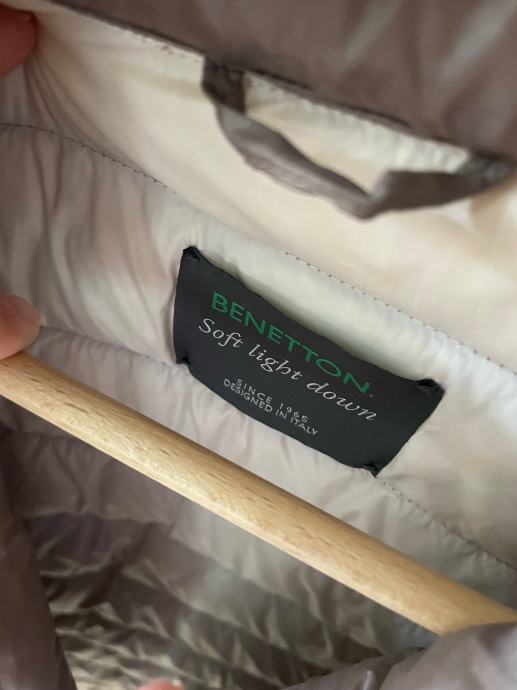 BENETTON.
Soft light down
SINCE 1965
DESIGNED IN ITALY